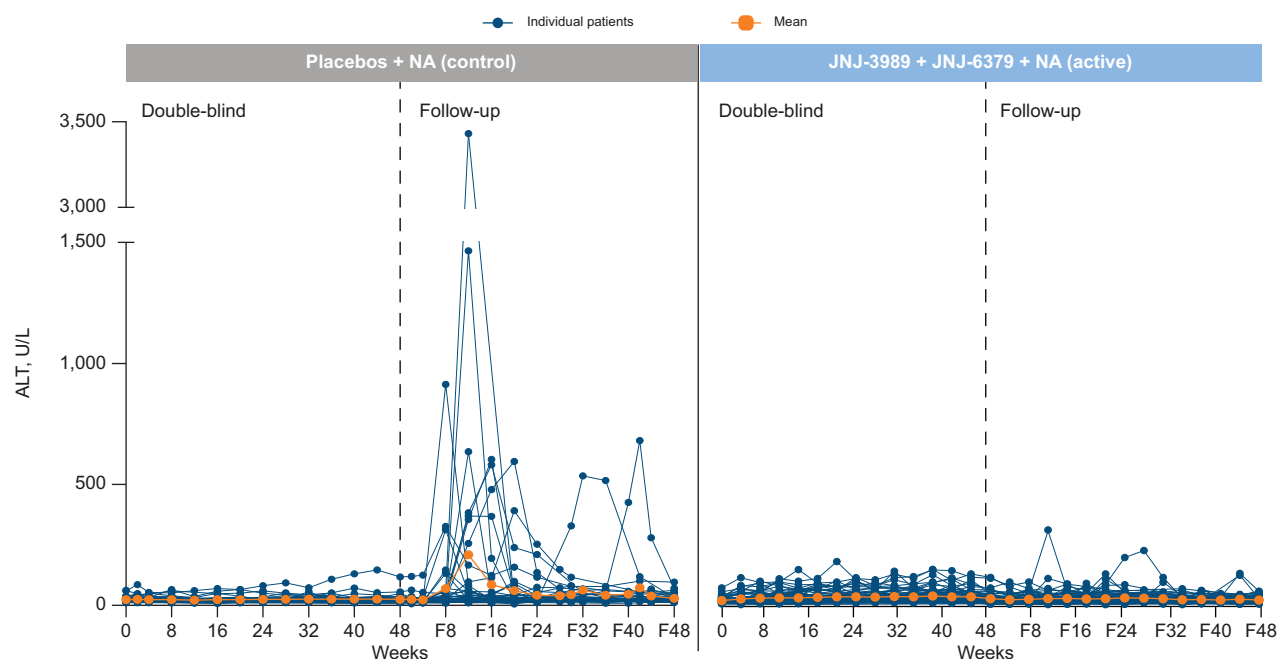 Individual patients Mean
Placebos + NA (control) JNJ-3989 + JNJ-6379 + NA (active)
Double-blind Follow-up Double-blind Follow-up
3,500
3,000
1,500
1,000
500
0
ALT, U/L
0 8 16 24 32 40 48 F8 F16 F24 F32 F40 F48 0 8 16 24 32 40 48 F8 F16 F24 F32 F40 F48
Weeks Weeks